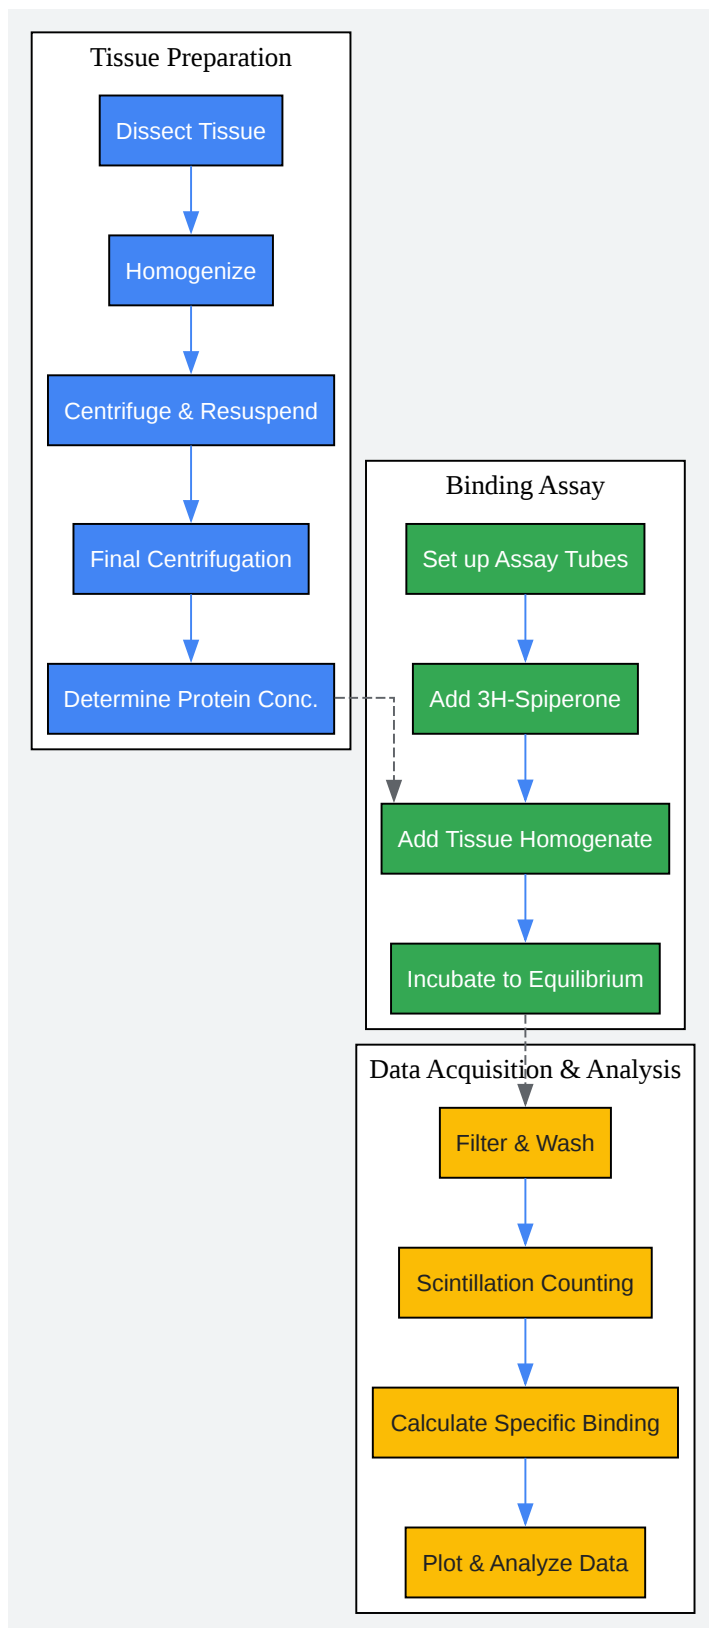 Tissue Preparation
Dissect Tissue
Homogenize
Centrifuge & Resuspend
Final Centrifugation
Determine Protein Conc.
Binding Assay
Set up Assay Tubes
Add 3H-Spiperone
Add Tissue Homogenate
Incubate to Equilibrium
Data Acquisition & Analysis
Filter & Wash
Scintillation Counting
Calculate Specific Binding
Plot & Analyze Data